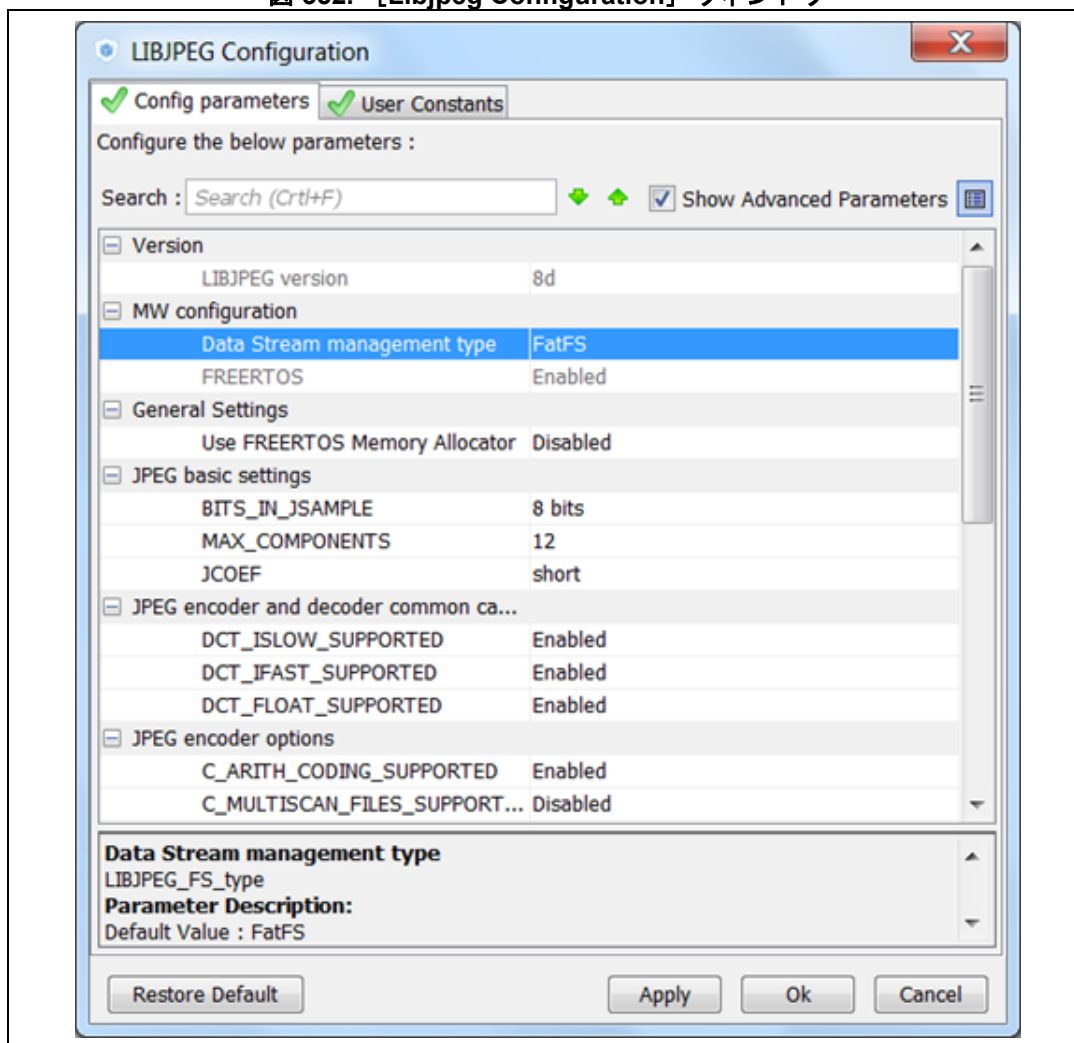 LIBJPEG Configuration
Config parameters User Constants
Configure the below parameters :
Search : Search (Crtl+F) Show Advanced Parameters
Version
LIBJPEG version 8d
MW configuration
Data Stream management type FatFS
FREERTOS Enabled
General Settings
Use FREERTOS Memory Allocator Disabled
JPEG basic settings
BITS_IN_JSAMPLE 8 bits
MAX_COMPONENTS 12
JCOEF short
JPEG encoder and decoder common ca...
DCT_ISLOW_SUPPORTED Enabled
DCT_IFAST_SUPPORTED Enabled
DCT_FLOAT_SUPPORTED Enabled
JPEG encoder options
C_ARITH_CODING_SUPPORTED Enabled
C_MULTISCAN_FILES_SUPPORT... Disabled
Data Stream management type
LIBJPEG_FS_type
Parameter Description:
Default Value : FatFS
Restore Default Apply Ok Cancel